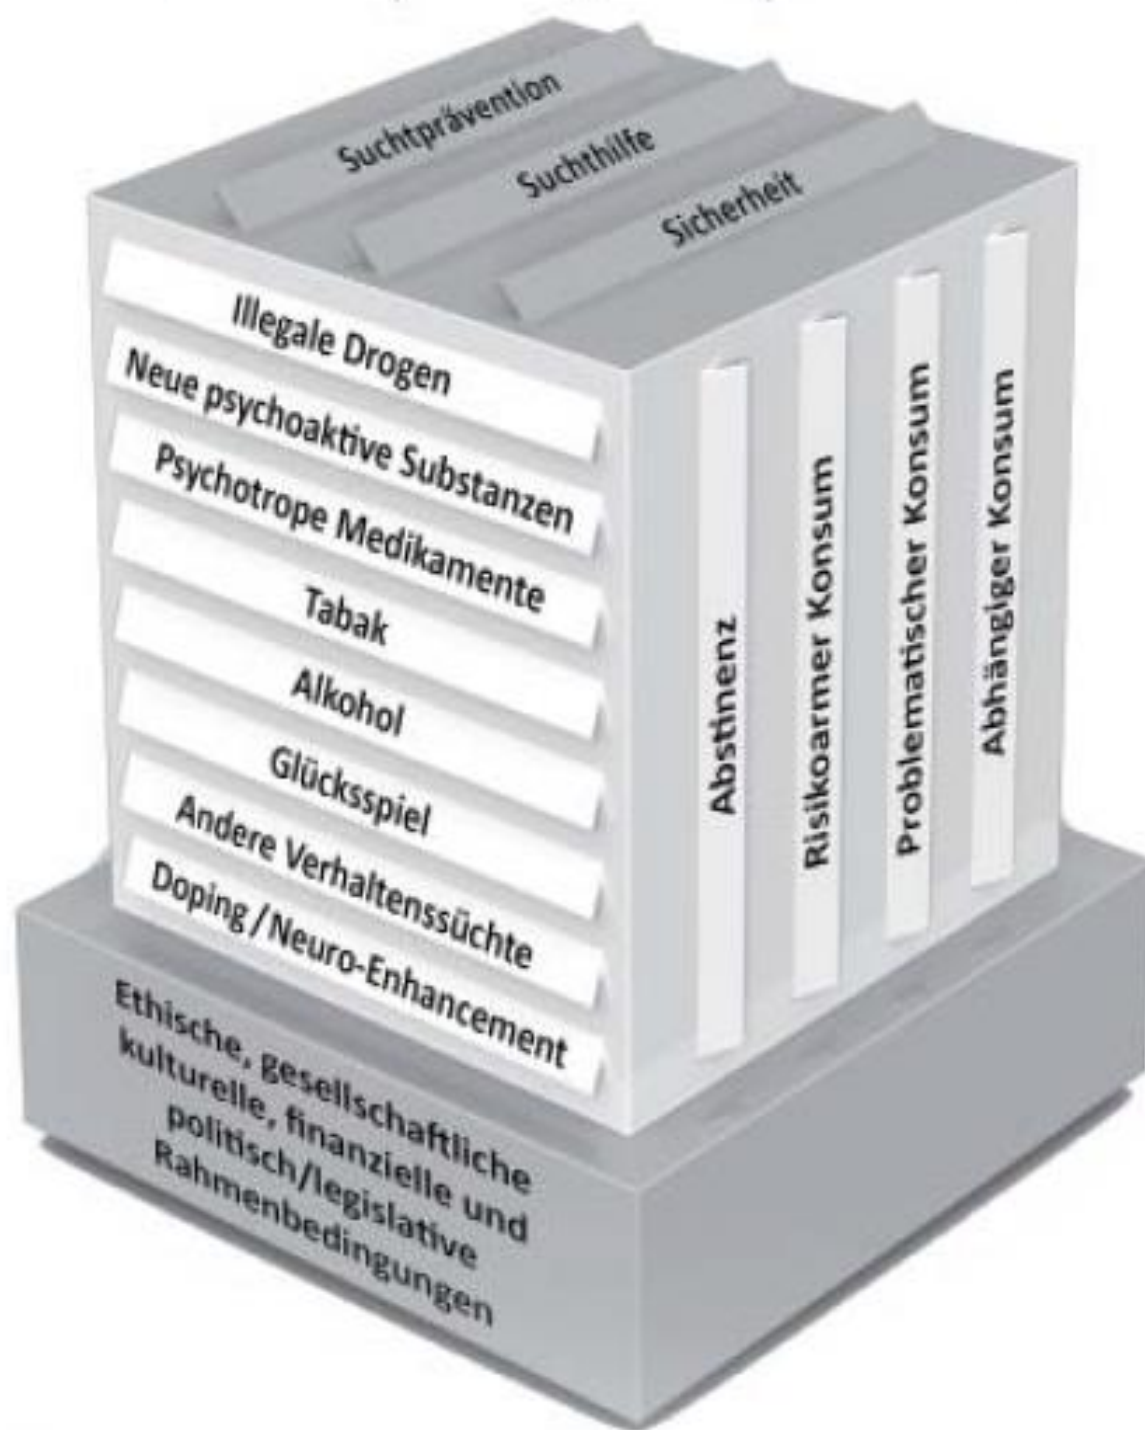 Suchtprävention
Suchthilfe
Sicherheit
Illegale Drogen
Neue psychoaktive Substanzen
Psychotrope Medikamente
Tabak
Alkohol
Glücksspiel
Andere Verhaltenssüchte
Doping / Neuro-Enhancement
Abstinenz
Risikoarmer Konsum
Problematischer Konsum
Abhängiger Konsum
Ethische, gesellschaftliche
kulturelle, finanzielle und
politisch/legislative
Rahmenbedingungen